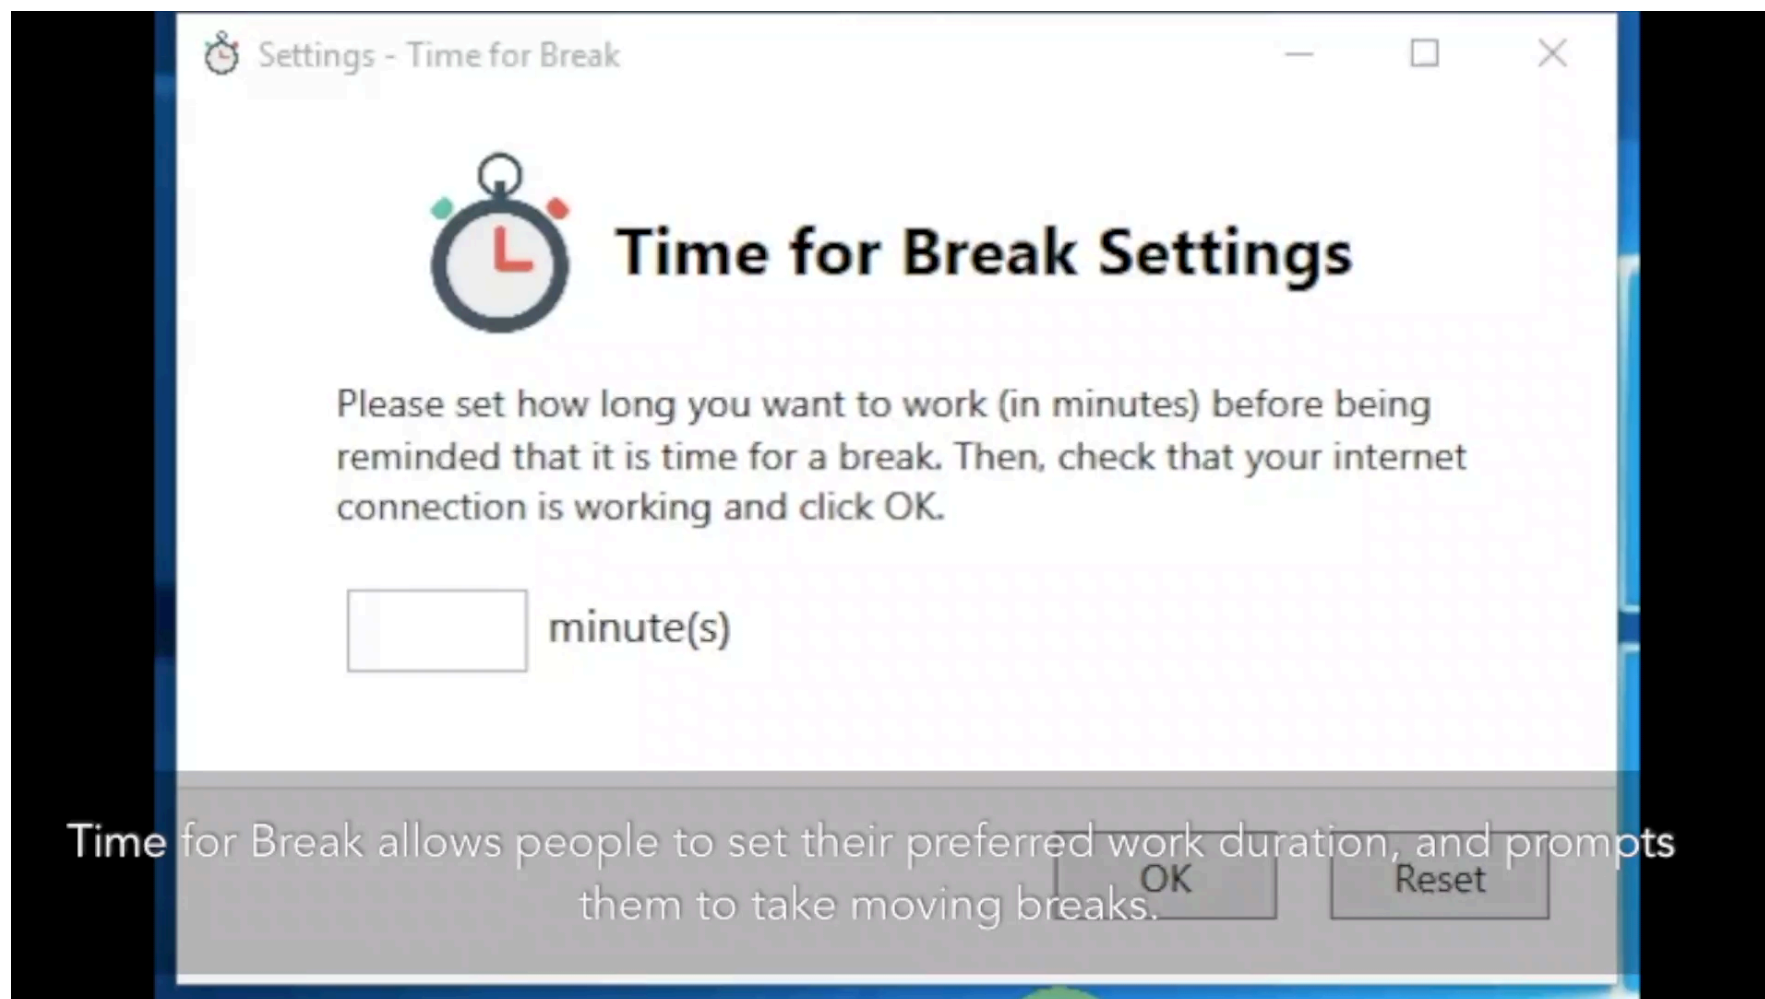 Settings - Time for Break
Time for Break Settings
Please set how long you want to work (in minutes) before being
reminded that it is time for a break. Then, check that your internet
connection is working and click OK.
minute(s)
OK
Reset
Time for Break allows people to set their preferred work duration, and prompts
them to take moving breaks.